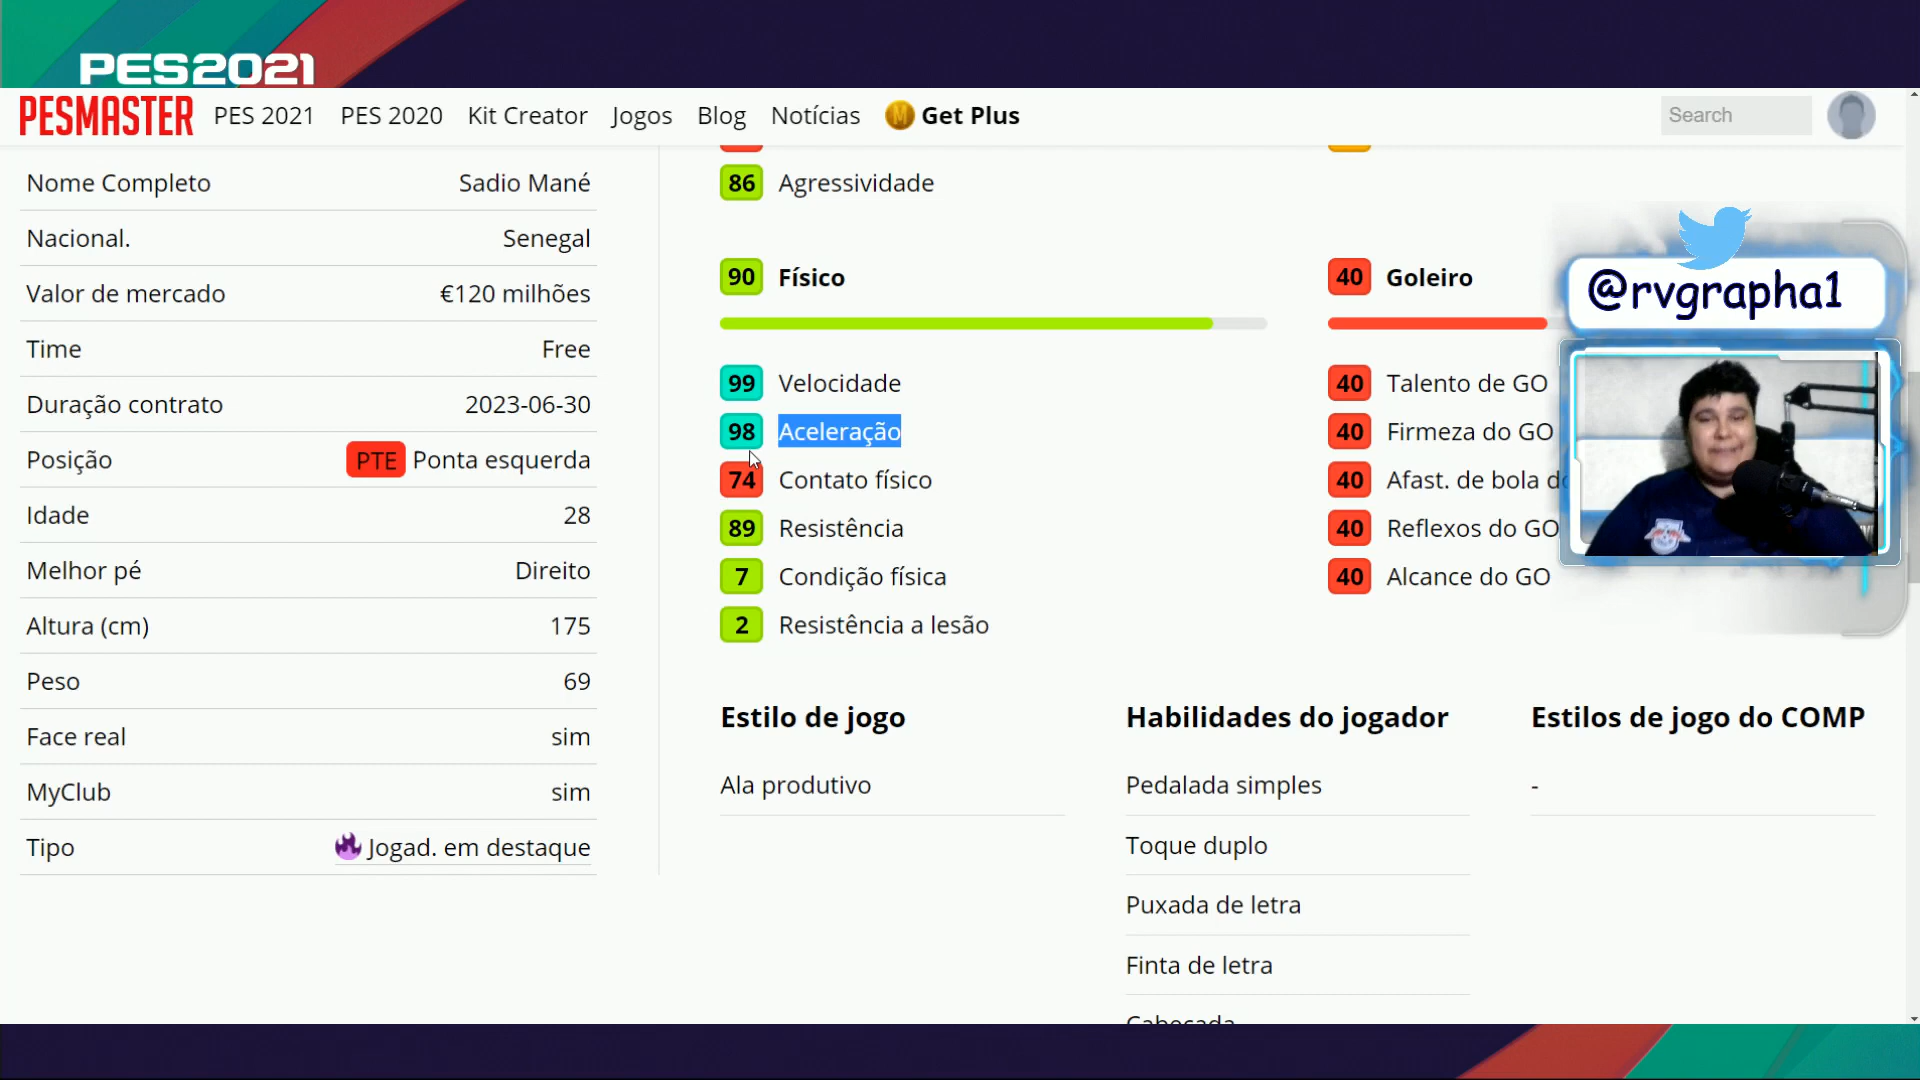 PES2021
PESMASTER PES 2021 PES 2020 Kit Creator Jogos Blog Notícias M Get Plus Search
Nome Completo Sadio Mané
Nacional. Senegal
Valor de mercado €120 milhões
Time Free
Duração contrato 2023-06-30
Posição PTE Ponta esquerda
Idade 28
Melhor pé Direito
Altura (cm) 175
Peso 69
Face real sim
MyClub sim
Tipo Jogad. em destaque
86 Agressividade
90 Físico
99 Velocidade
98 Aceleração
74 Contato físico
89 Resistência
7 Condição física
2 Resistência a lesão
40 Goleiro
40 Talento de GO
40 Firmeza do GO
40 Afast. de bola do
40 Reflexos do GO
40 Alcance do GO
@rvgrapha1
Estilo de jogo
Ala produtivo
Habilidades do jogador
Pedalada simples
Toque duplo
Puxada de letra
Finta de letra
Cabeçada
Estilos de jogo do COMP
-